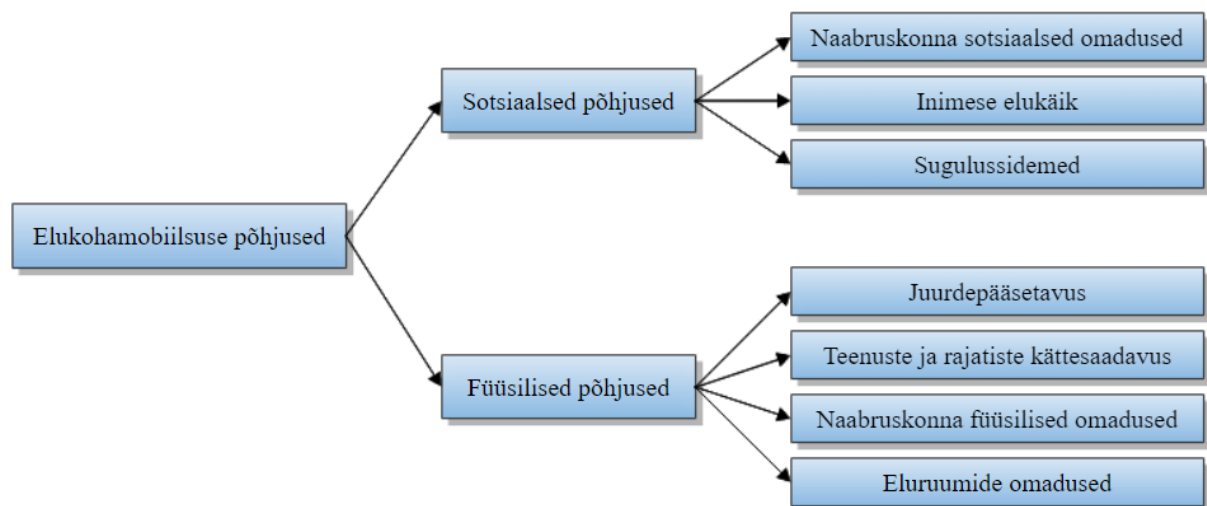 Elukohamobiilsuse põhjused
Sotsiaalsed põhjused
Naabruskonna sotsiaalsed omadused
Inimese elukäik
Sugulussidemed
Füüsilised põhjused
Juurdepääsetavus
Teenuste ja rajatiste kättesaadavus
Naabruskonna füüsilised omadused
Eluruumide omadused